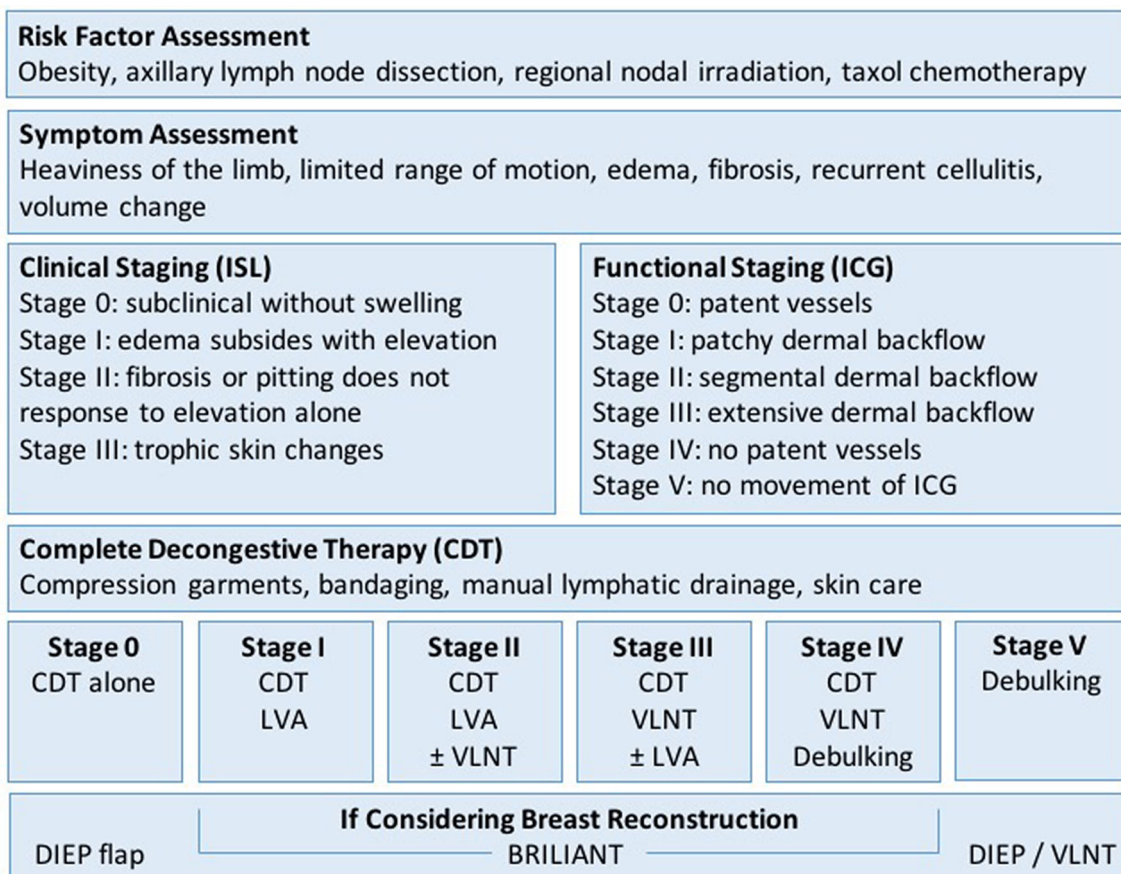 Risk Factor Assessment
Obesity, axillary lymph node dissection, regional nodal irradiation, taxol chemotherapy
Symptom Assessment
Heaviness of the limb, limited range of motion, edema, fibrosis, recurrent cellulitis,
volume change
Clinical Staging (ISL)
Stage 0: subclinical without swelling
Stage I: edema subsides with elevation
Stage II: fibrosis or pitting does not
response to elevation alone
Stage III: trophic skin changes
Functional Staging (ICG)
Stage 0: patent vessels
Stage I: patchy dermal backflow
Stage II: segmental dermal backflow
Stage III: extensive dermal backflow
Stage IV: no patent vessels
Stage V: no movement of ICG
Complete Decongestive Therapy (CDT)
Compression garments, bandaging, manual lymphatic drainage, skin care
Stage 0
CDT alone
Stage I
CDT
LVA
Stage II
CDT
LVA
± VLNT
Stage III
CDT
VLNT
± LVA
Stage IV
CDT
VLNT
Debulking
Stage V
Debulking
If Considering Breast Reconstruction
DIEP flap
BRILIANT
DIEP / VLNT